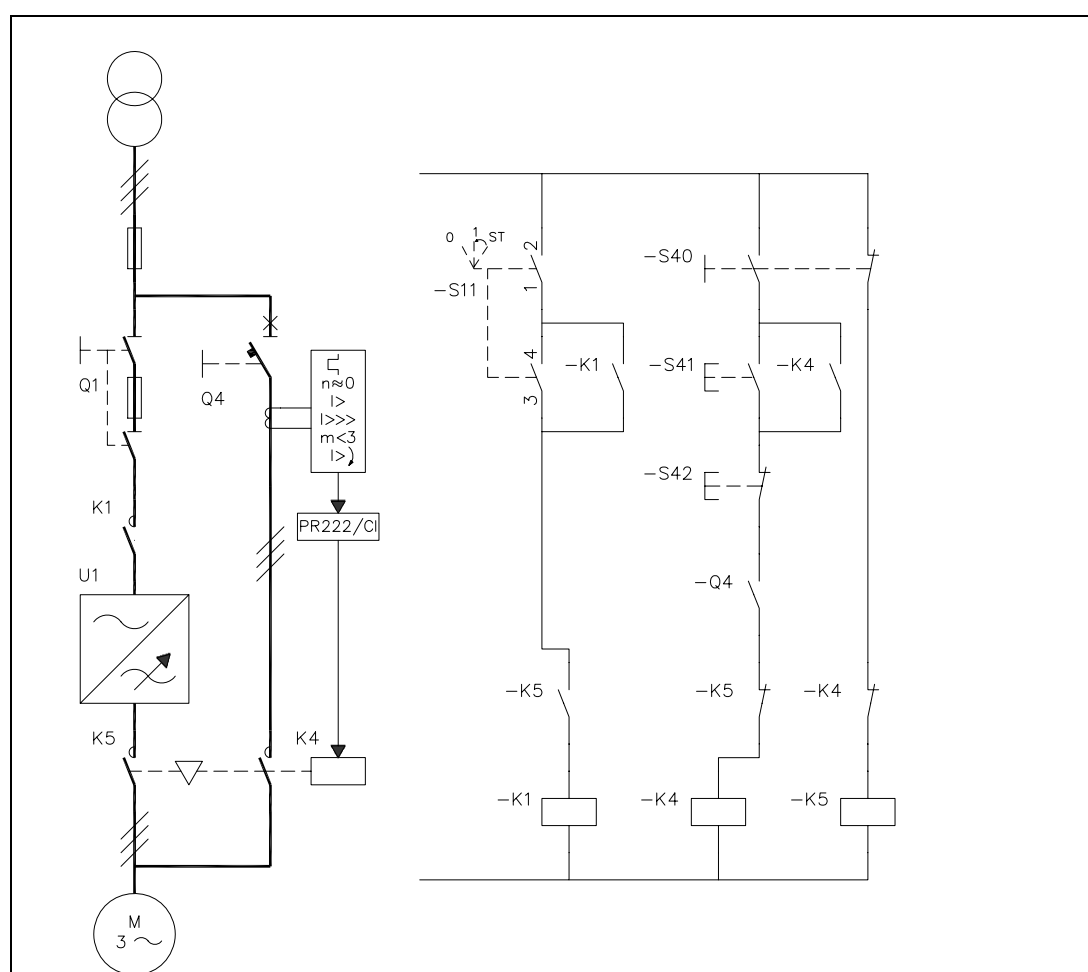 0 1 ST
2
-S11
1
4
3
-K1
-S40
-S41
-K4
-S42
-Q4
-K5
-K5
-K4
-K1
-K4
-K5
Q1
Q4
n≈0
I>
I>>>
m<3
I>
PR222/CI
K1
U1
K5
K4
M
3